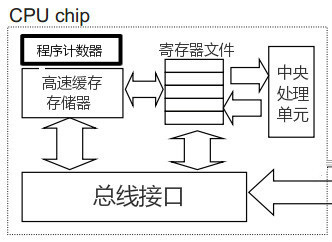 CPU chip
程序计数器
寄存器文件
高速缓存
存储器
中央
处理
单元
总线接口